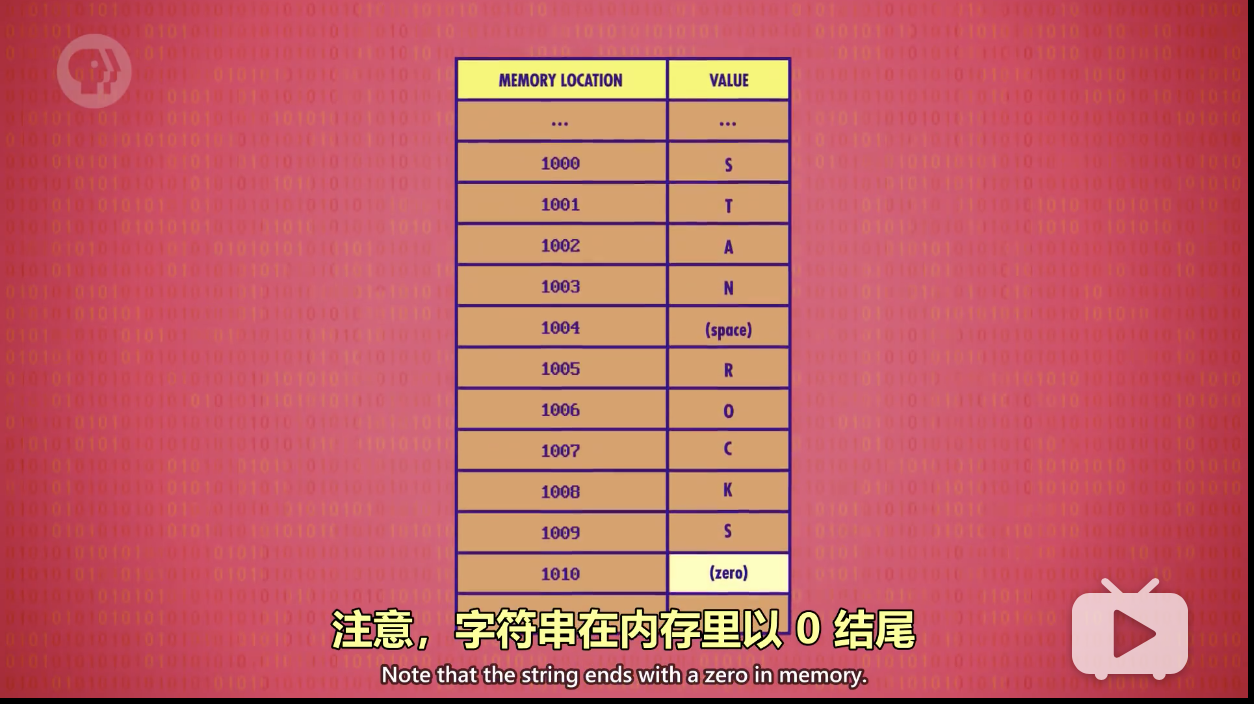 MEMORY LOCATION VALUE
... ...
1000 S
1001 T
1002 A
1003 N
1004 (space)
1005 R
1006 O
1007 C
1008 K
1009 S
1010 (zero)
注意，字符串在内存里以 0 结尾
Note that the string ends with a zero in memory.